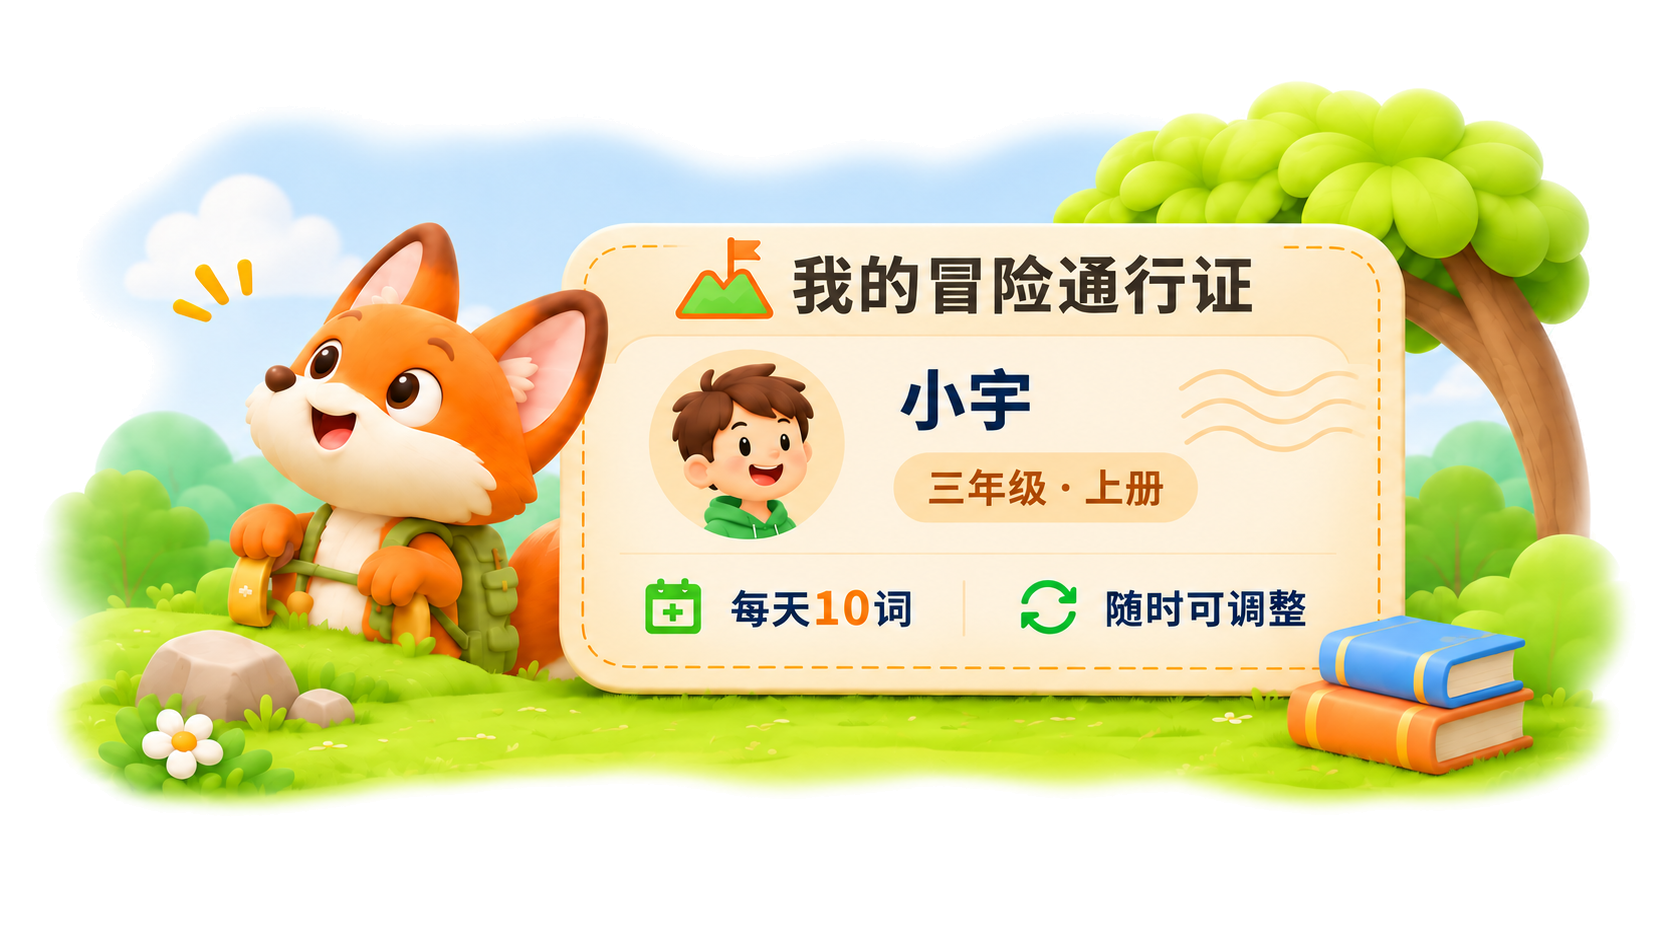 我的冒险通行证
小宇
三年级·上册
每天10词
随时可调整